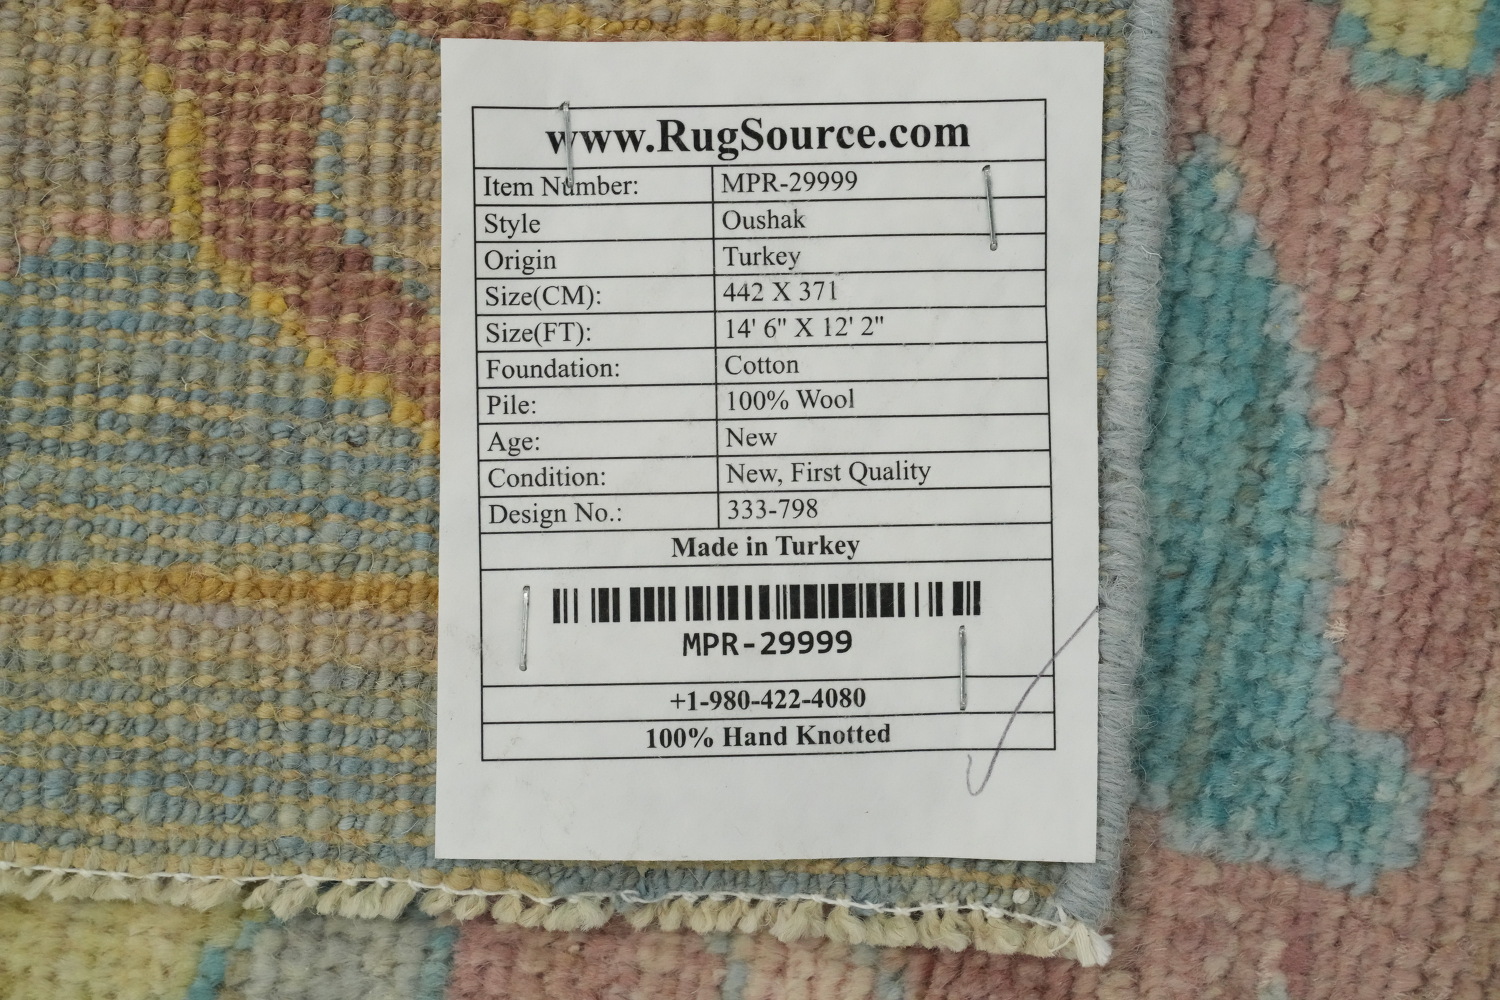 www.RugSource.com
Item Number: MPR-29999
Style Oushak
Origin Turkey
Size(CM): 442 X 371
Size(FT): 14' 6" X 12' 2"
Foundation: Cotton
Pile: 100% Wool
Age: New
Condition: New, First Quality
Design No.: 333-798
Made in Turkey
MPR-29999
+1-980-422-4080
100% Hand Knotted